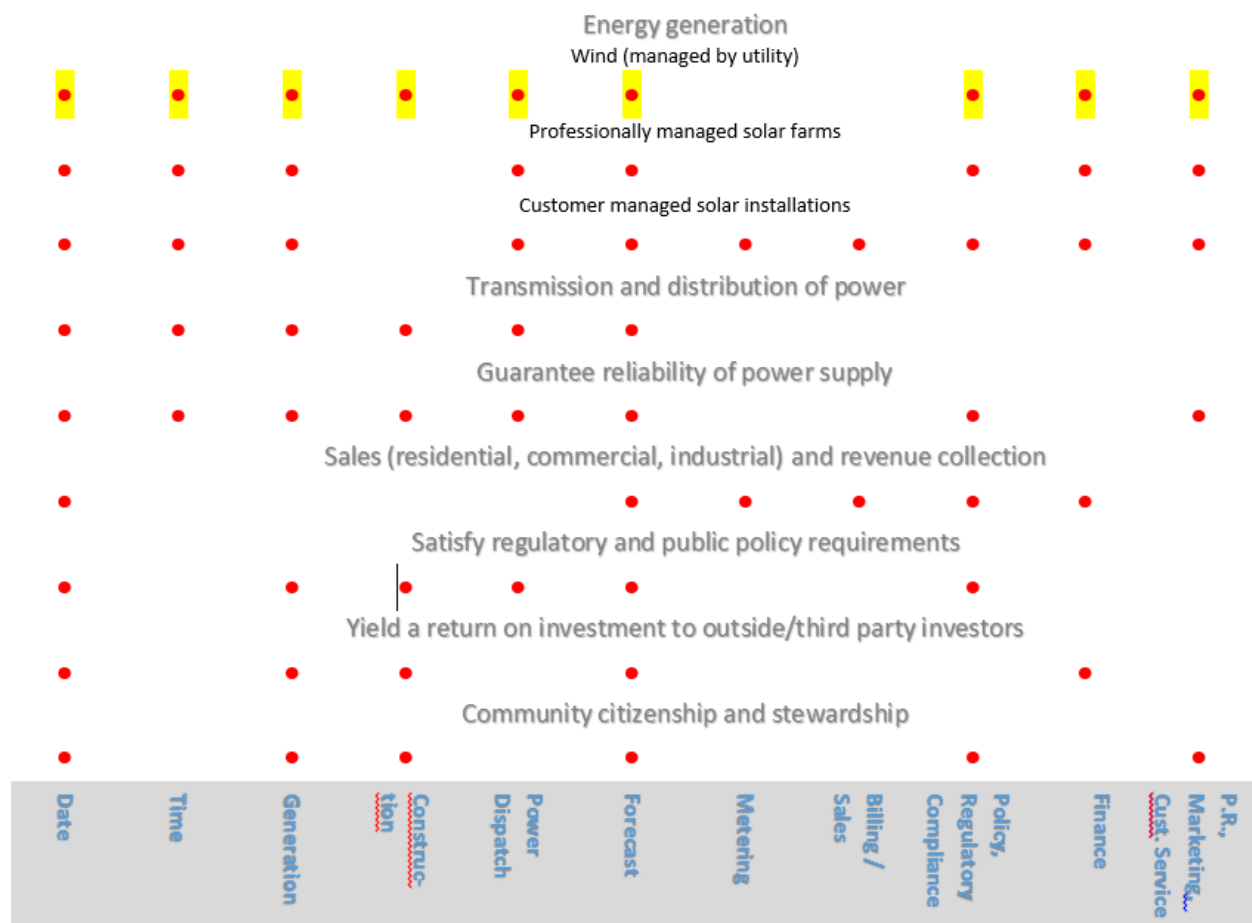 Energy generation
Wind (managed by utility)
Professionally managed solar farms
Customer managed solar installations
Transmission and distribution of power
Guarantee reliability of power supply
Sales (residential, commercial, industrial) and revenue collection
Satisfy regulatory and public policy requirements
Yield a return on investment to outside/third party investors
Community citizenship and stewardship
Date
Time
Generation
Construc-
tion
Power
Dispatch
Forecast
Metering
Billing /
Sales
Policy,
Regulatory
Compliance
Finance
P.R.,
Marketing,
Cust. Service